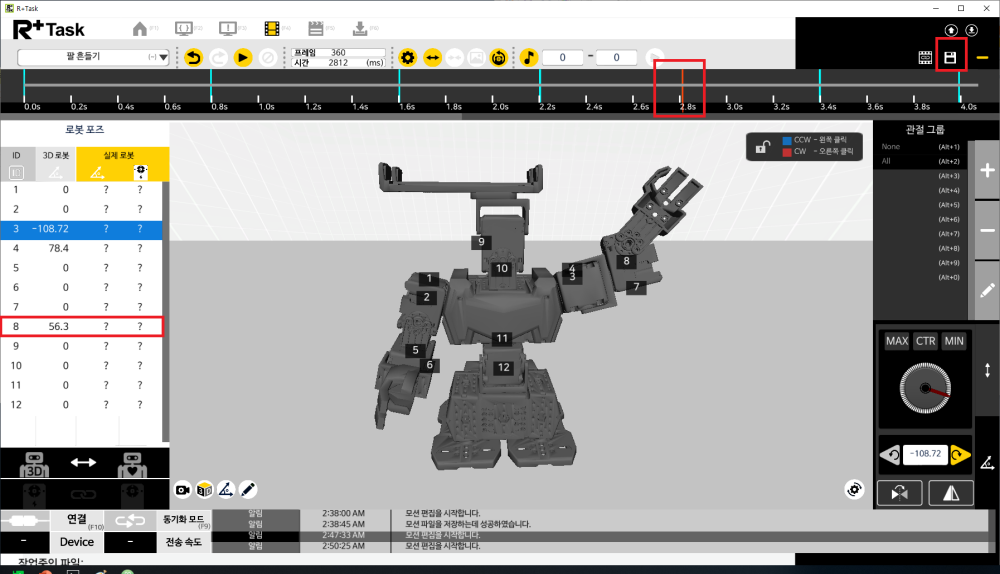 R+Task
R+Task
(F1)
(F2)
(F3)
(F4)
(F5)
(F6)
팔 흔들기
(-)
프레임 360
시간 2812 (ms)
0 - 0
0.0s 0.2s 0.4s 0.6s 0.8s 1.0s 1.2s 1.4s 1.6s 1.8s 2.0s 2.2s 2.4s 2.6s 2.8s 3.0s 3.2s 3.4s 3.6s 3.8s 4.0s
로봇 포즈
ID 3D 로봇 실제 로봇
1 0 ? ?
2 0 ? ?
3 -108.72 ? ?
4 78.4 ? ?
5 0 ? ?
6 0 ? ?
7 0 ? ?
8 56.3 ? ?
9 0 ? ?
10 0 ? ?
11 0 ? ?
12 0 ? ?
3D
CCW - 왼쪽 클릭
CW - 오른쪽 클릭
9
10
1
2
4
3
8
7
5
6
11
12
3D
관절 그룹
None (Alt+1)
All (Alt+2)
(Alt+3)
(Alt+4)
(Alt+5)
(Alt+6)
(Alt+7)
(Alt+8)
(Alt+9)
(Alt+0)
MAX CTR MIN
-108.72
연결 (F10)
동기화 모드 (F9)
- Device - 전송 속도
알림 2:38:00 AM 모션 편집을 시작합니다.
알림 2:38:45 AM 모션 파일을 저장하는데 성공하였습니다.
알림 2:47:33 AM 모션 편집을 시작합니다.
알림 2:50:25 AM 모션 편집을 시작합니다.
작업중인 파일: